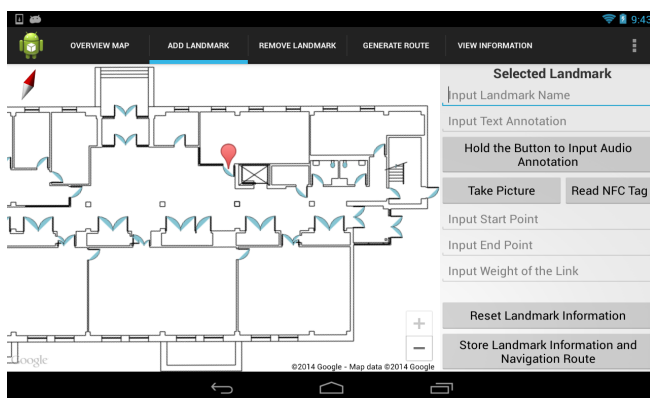 9:43
OVERVIEW MAP ADD LANDMARK REMOVE LANDMARK GENERATE ROUTE VIEW INFORMATION
Selected Landmark
Input Landmark Name
Input Text Annotation
Hold the Button to Input Audio
Annotation
Take Picture Read NFC Tag
Input Start Point
Input End Point
Input Weight of the Link
Reset Landmark Information
Store Landmark Information and
Navigation Route
Google
©2014 Google - Map data ©2014 Google